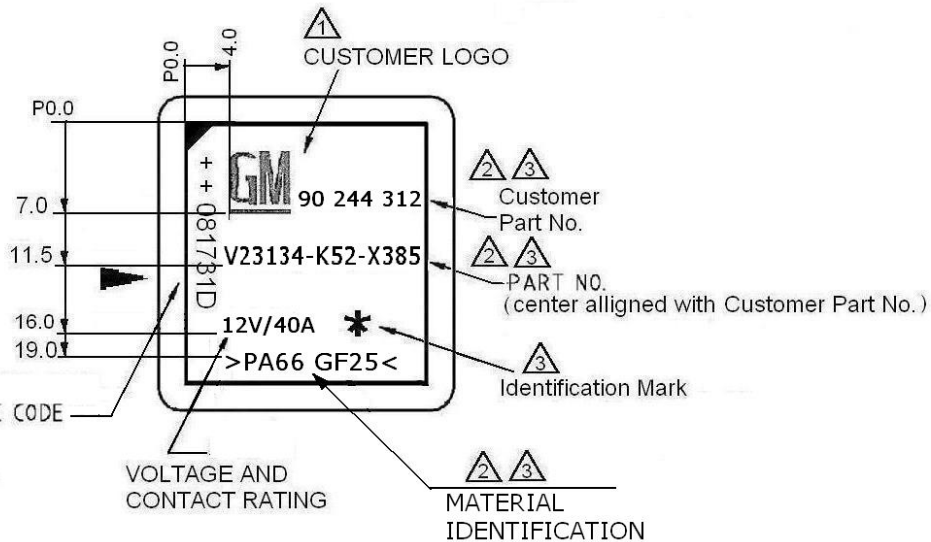 1
CUSTOMER LOGO
P0.0
4.0
P0.0
GM
90 244 312
2 3
Customer
Part No.
7.0
++081731D
V23134-K52-X385
11.5
2 3
PART NO.
(center alligned with Customer Part No.)
16.0
12V/40A *
19.0
>PA66 GF25<
3
Identification Mark
CODE
VOLTAGE AND
CONTACT RATING
2 3
MATERIAL
IDENTIFICATION